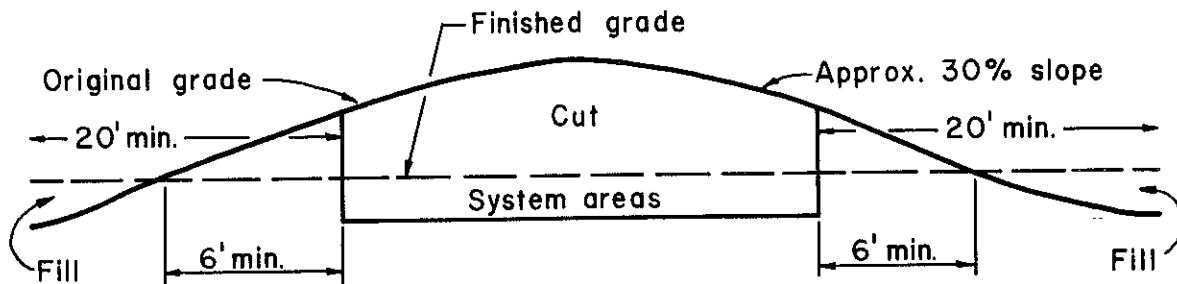 Finished grade
Original grade
Approx. 30% slope
20' min.
Cut
20' min.
System areas
6' min.
6' min.
Fill
Fill